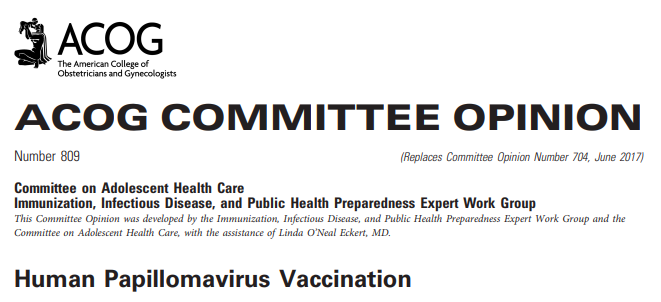 ACOG
The American College of
Obstetricians and Gynecologists
ACOG COMMITTEE OPINION
Number 809
(Replaces Committee Opinion Number 704, June 2017)
Committee on Adolescent Health Care
Immunization, Infectious Disease, and Public Health Preparedness Expert Work Group
This Committee Opinion was developed by the Immunization, Infectious Disease, and Public Health Preparedness Expert Work Group and the
Committee on Adolescent Health Care, with the assistance of Linda O’Neal Eckert, MD.
Human Papillomavirus Vaccination